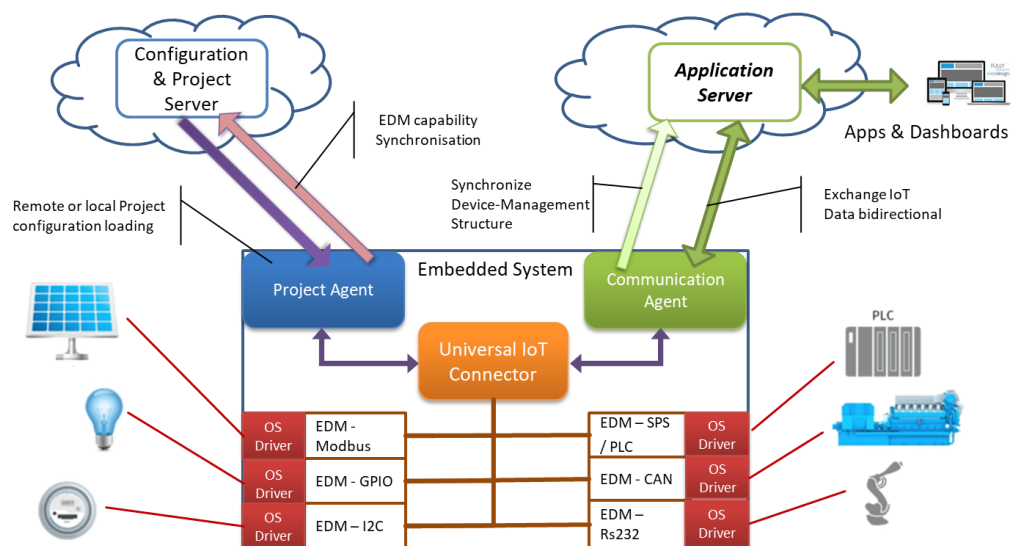 Configuration
& Project
Server
Application
Server
FULLY
Apps & Dashboards
EDM capability
Synchronisation
Synchronize
Device-Management
Structure
Exchange IoT
Data bidirectional
Remote or local Project
configuration loading
Embedded System
Project Agent
Communication
Agent
Universal IoT
Connector
PLC
OS
Driver
EDM -
Modbus
EDM – SPS
/ PLC
OS
Driver
OS
Driver
EDM - GPIO
EDM - CAN
OS
Driver
OS
Driver
EDM – I2C
EDM –
Rs232
OS
Driver